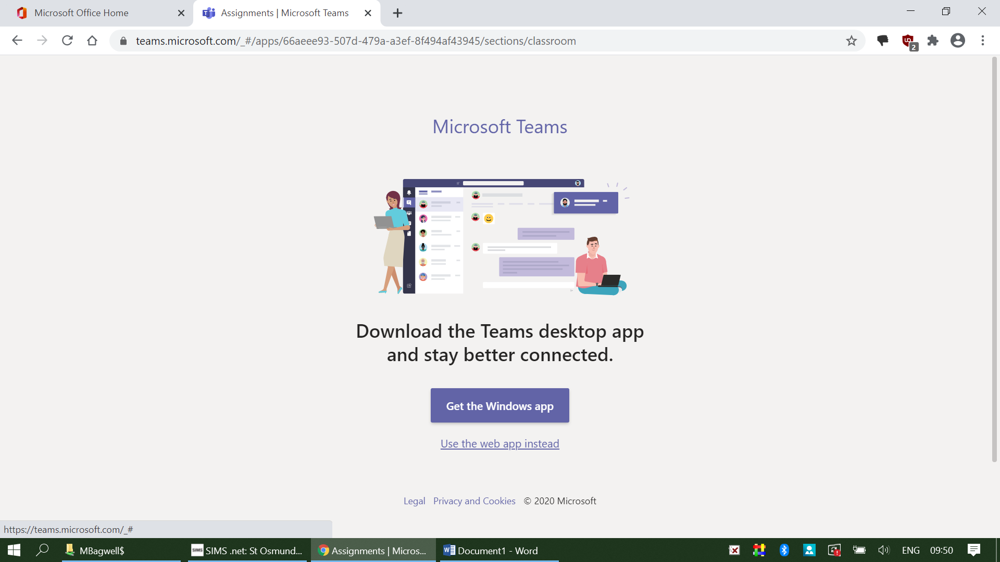 Microsoft Office Home
Assignments | Microsoft Teams
teams.microsoft.com/_#/apps/66aeee93-507d-479a-a3ef-8f494af43945/sections/classroom
2
Microsoft Teams
Download the Teams desktop app
and stay better connected.
Get the Windows app
Use the web app instead
Legal Privacy and Cookies © 2020 Microsoft
https://teams.microsoft.com/_#
MBagwell$
SIMS .net: St Osmund...
Assignments | Micros...
Document1 - Word
ENG
09:50